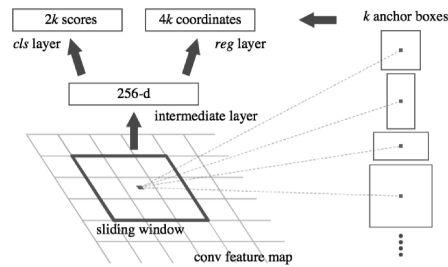 2k scores
4k coordinates
k anchor boxes
cls layer
reg layer
256-d
intermediate layer
sliding window
conv feature map